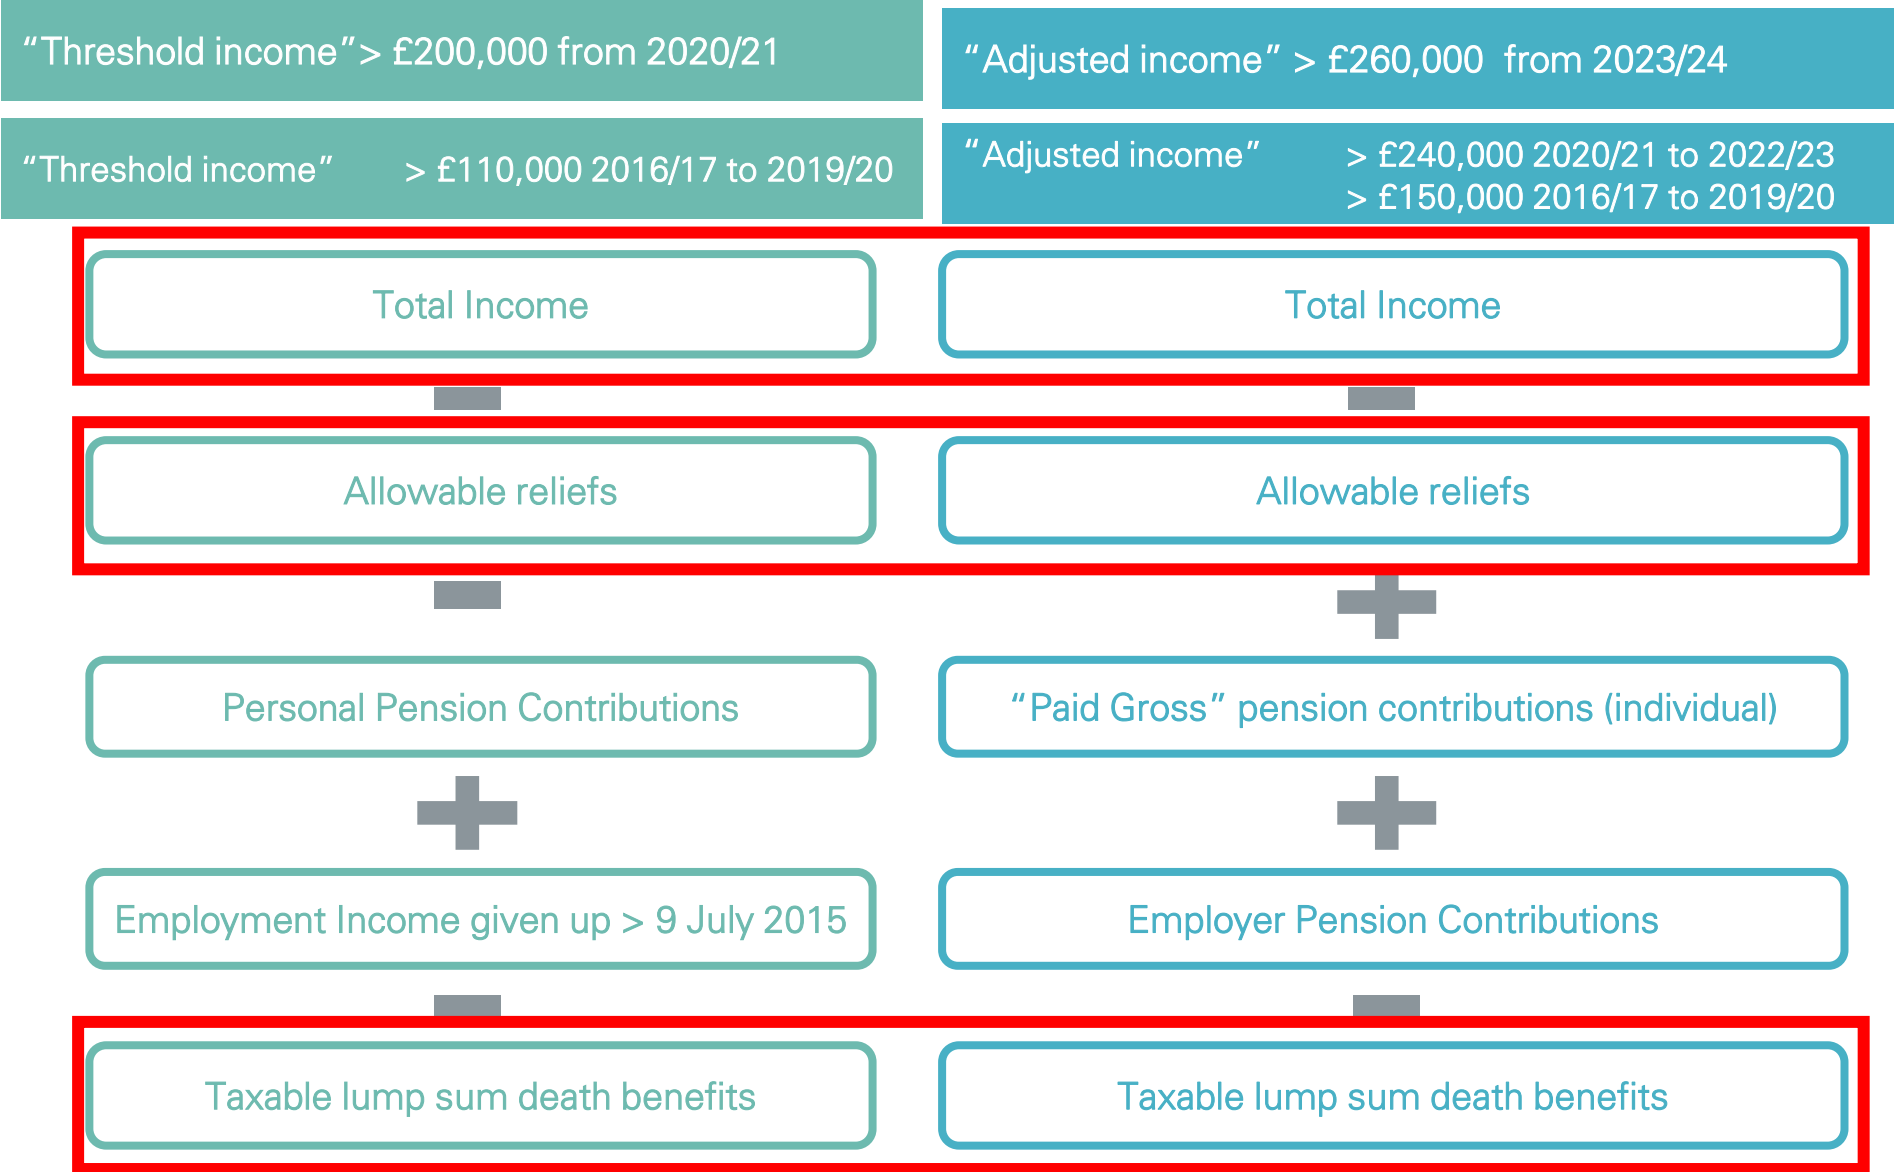 “Threshold income”> £200,000 from 2020/21
“Adjusted income” > £260,000 from 2023/24
“Threshold income” > £110,000 2016/17 to 2019/20
“Adjusted income” > £240,000 2020/21 to 2022/23
> £150,000 2016/17 to 2019/20
Total Income
Total Income
Allowable reliefs
Allowable reliefs
Personal Pension Contributions
“Paid Gross” pension contributions (individual)
Employment Income given up > 9 July 2015
Employer Pension Contributions
Taxable lump sum death benefits
Taxable lump sum death benefits